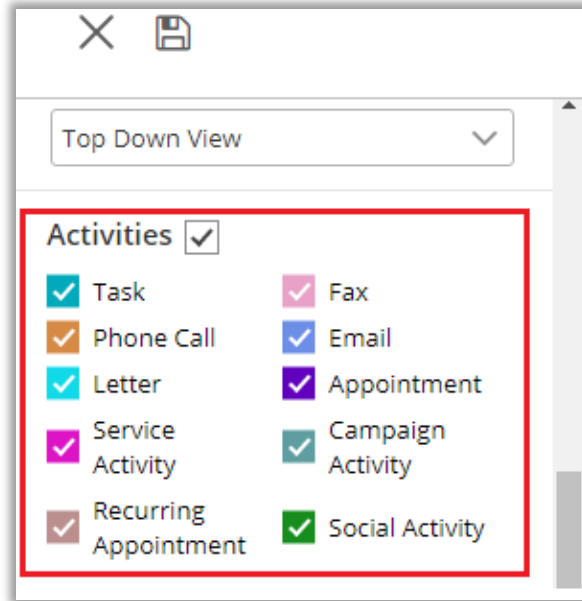 Top Down View
Activities
Task
Fax
Phone Call
Email
Letter
Appointment
Service
Activity
Campaign
Activity
Recurring
Appointment
Social Activity